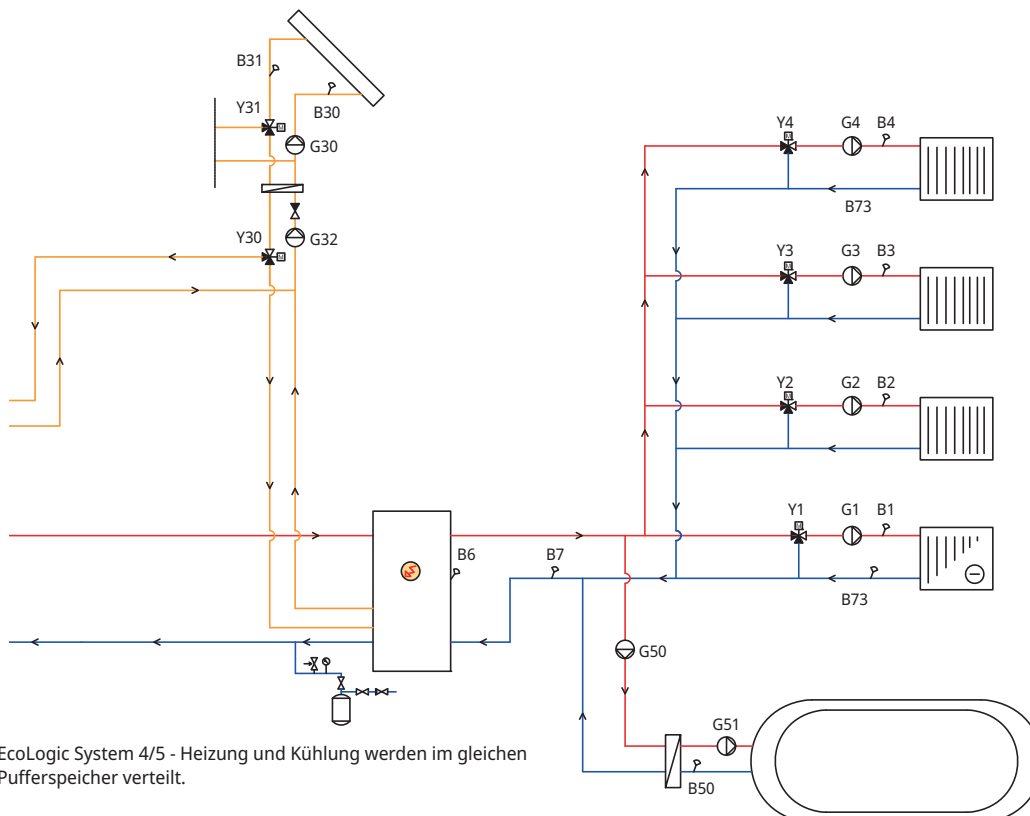 B31
B30
Y31
G30
Y30
G32
Y4 G4 B4
B73
Y3 G3 B3
Y2 G2 B2
Y1 G1 B1
B6
B7
B73
G50
G51
B50
EcoLogic System 4/5 - Heizung und Kühlung werden im gleichen
Pufferspeicher verteilt.